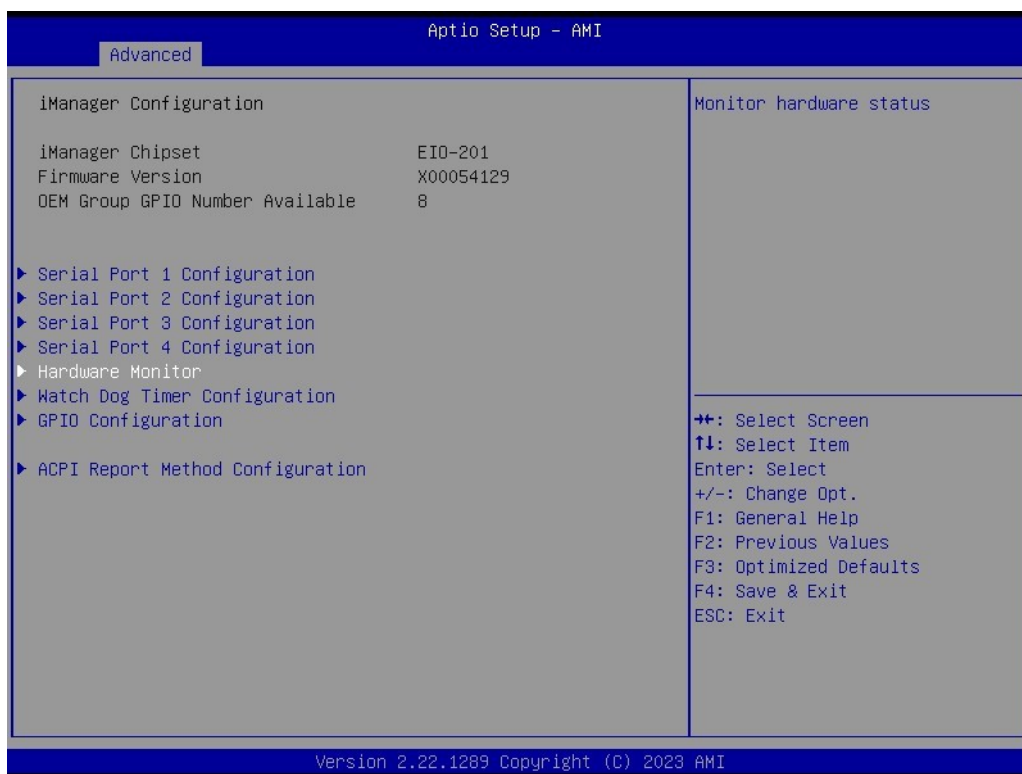 Aptio Setup - AMI
Advanced
iManager Configuration
iManager Chipset EIO-201
Firmware Version X00054129
OEM Group GPIO Number Available 8
▶ Serial Port 1 Configuration
▶ Serial Port 2 Configuration
▶ Serial Port 3 Configuration
▶ Serial Port 4 Configuration
▶ Hardware Monitor
▶ Watch Dog Timer Configuration
▶ GPIO Configuration
▶ ACPI Report Method Configuration
Monitor hardware status
→←: Select Screen
↑↓: Select Item
Enter: Select
+/-: Change Opt.
F1: General Help
F2: Previous Values
F3: Optimized Defaults
F4: Save & Exit
ESC: Exit
Version 2.22.1289 Copyright (C) 2023 AMI